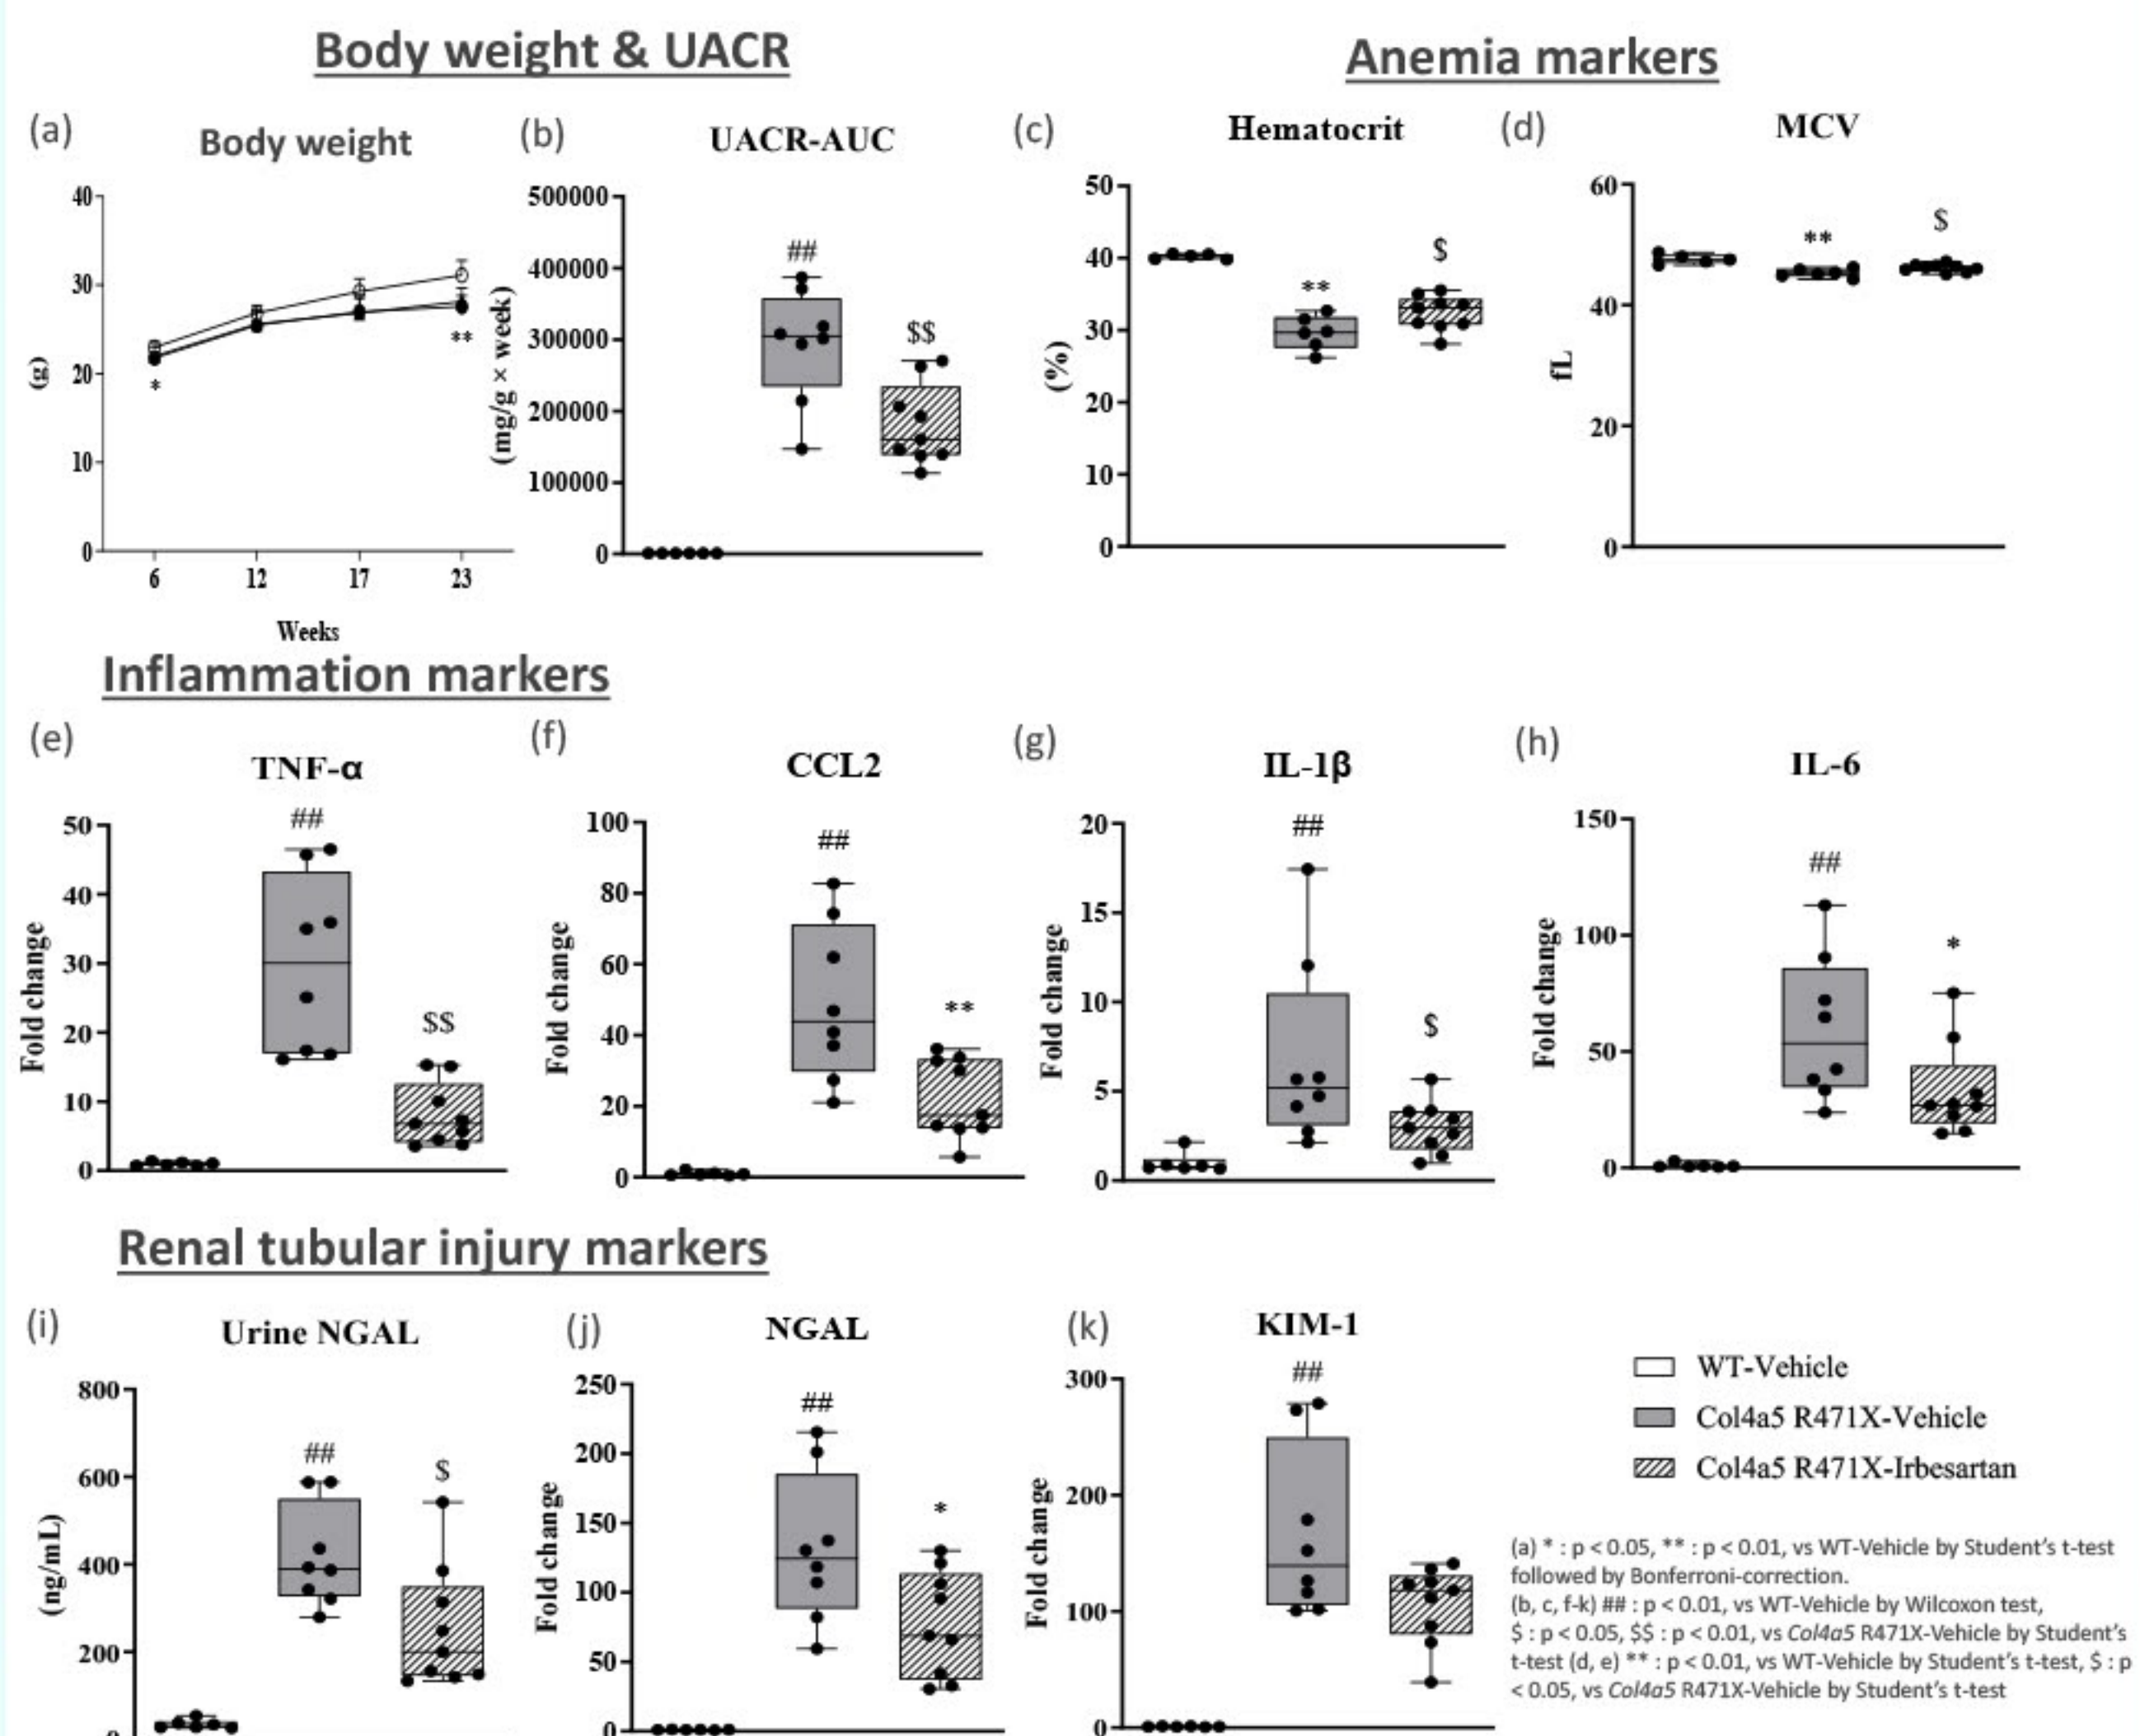 Body weight & UACR
Anemia markers
(a)
Body weight
(b)
UACR-AUC
(c)
Hematocrit
(d)
MCV
40
30
20
10
0
(g)
*
**
6
12
17
23
Weeks
500000
400000
300000
200000
100000
0
(mg/g × week)
##
$$
50
40
30
20
10
0
(%)
**
$
60
40
20
0
fL
**
$
Inflammation markers
(e)
TNF-α
(f)
CCL2
(g)
IL-1β
(h)
IL-6
50
40
30
20
10
0
Fold change
##
$$
100
80
60
40
20
0
Fold change
##
**
20
15
10
5
0
Fold change
##
$
150
100
50
0
Fold change
##
*
Renal tubular injury markers
(i)
Urine NGAL
(j)
NGAL
(k)
KIM-1
800
600
400
200
0
(ng/mL)
##
$
250
200
150
100
50
0
Fold change
##
*
300
200
100
0
Fold change
##
WT-Vehicle
Col4a5 R471X-Vehicle
Col4a5 R471X-Irbesartan
(a) * : p < 0.05, ** : p < 0.01, vs WT-Vehicle by Student's t-test
followed by Bonferroni-correction.
(b, c, f-k) ## : p < 0.01, vs WT-Vehicle by Wilcoxon test,
$ : p < 0.05, $$ : p < 0.01, vs Col4a5 R471X-Vehicle by Student's
t-test (d, e) ** : p < 0.01, vs WT-Vehicle by Student's t-test, $ : p
< 0.05, vs Col4a5 R471X-Vehicle by Student's t-test